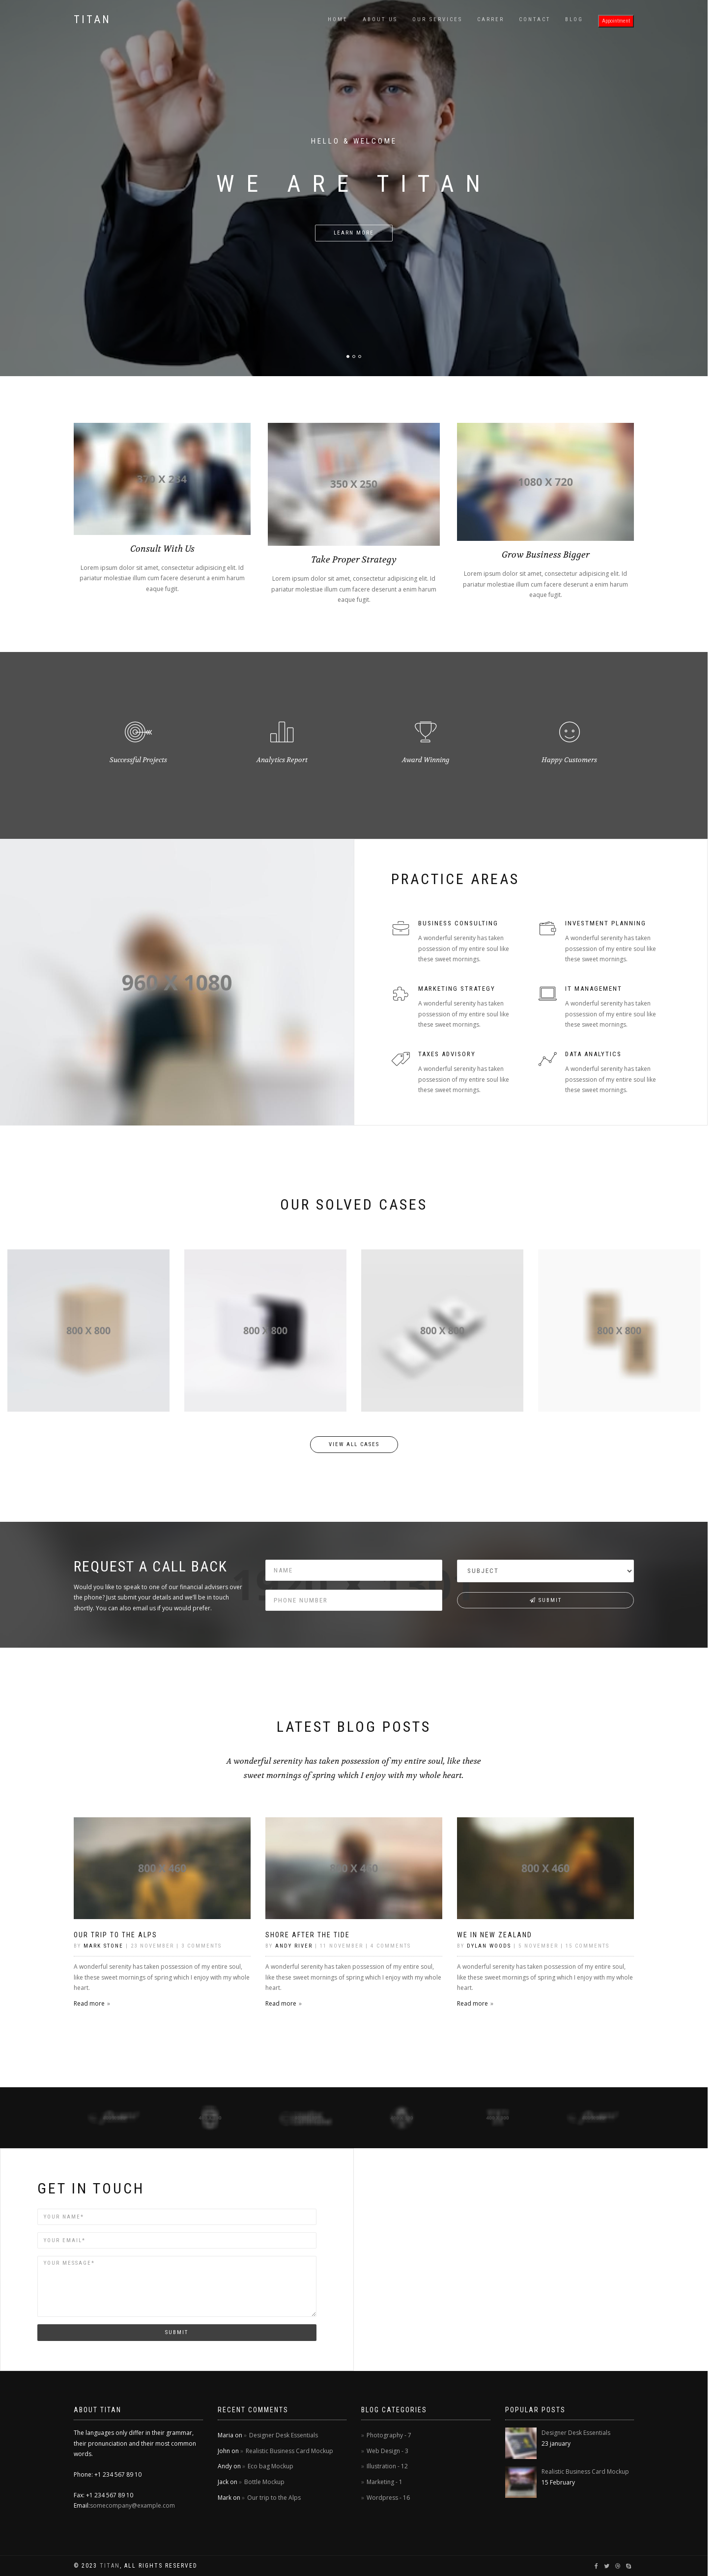 TITAN
HOME ABOUT US OUR SERVICES CARRER CONTACT BLOG Appointment
HELLO & WELCOME
WE ARE TITAN
LEARN MORE
370 X 234
Consult With Us
Lorem ipsum dolor sit amet, consectetur adipisicing elit. Id
pariatur molestiae illum cum facere deserunt a enim harum
eaque fugit.
350 X 250
Take Proper Strategy
Lorem ipsum dolor sit amet, consectetur adipisicing elit. Id
pariatur molestiae illum cum facere deserunt a enim harum
eaque fugit.
1080 X 720
Grow Business Bigger
Lorem ipsum dolor sit amet, consectetur adipisicing elit. Id
pariatur molestiae illum cum facere deserunt a enim harum
eaque fugit.
Successful Projects
Analytics Report
Award Winning
Happy Customers
960 X 1080
PRACTICE AREAS
BUSINESS CONSULTING
A wonderful serenity has taken
possession of my entire soul like
these sweet mornings.
INVESTMENT PLANNING
A wonderful serenity has taken
possession of my entire soul like
these sweet mornings.
MARKETING STRATEGY
A wonderful serenity has taken
possession of my entire soul like
these sweet mornings.
IT MANAGEMENT
A wonderful serenity has taken
possession of my entire soul like
these sweet mornings.
TAXES ADVISORY
A wonderful serenity has taken
possession of my entire soul like
these sweet mornings.
DATA ANALYTICS
A wonderful serenity has taken
possession of my entire soul like
these sweet mornings.
OUR SOLVED CASES
800 X 800
800 X 800
800 X 800
800 X 800
VIEW ALL CASES
REQUEST A CALL BACK
Would you like to speak to one of our financial advisers over
the phone? Just submit your details and we'll be in touch
shortly. You can also email us if you would prefer.
NAME
PHONE NUMBER
SUBJECT
SUBMIT
LATEST BLOG POSTS
A wonderful serenity has taken possession of my entire soul, like these
sweet mornings of spring which I enjoy with my whole heart.
800 X 460
OUR TRIP TO THE ALPS
BY MARK STONE | 23 NOVEMBER | 3 COMMENTS
A wonderful serenity has taken possession of my entire soul,
like these sweet mornings of spring which I enjoy with my whole
heart.
Read more »
800 X 460
SHORE AFTER THE TIDE
BY ANDY RIVER | 11 NOVEMBER | 4 COMMENTS
A wonderful serenity has taken possession of my entire soul,
like these sweet mornings of spring which I enjoy with my whole
heart.
Read more »
800 X 460
WE IN NEW ZEALAND
BY DYLAN WOODS | 5 NOVEMBER | 15 COMMENTS
A wonderful serenity has taken possession of my entire soul,
like these sweet mornings of spring which I enjoy with my whole
heart.
Read more »
GET IN TOUCH
YOUR NAME*
YOUR EMAIL*
YOUR MESSAGE*
SUBMIT
ABOUT TITAN
The languages only differ in their grammar,
their pronunciation and their most common
words.
Phone: +1 234 567 89 10
Fax: +1 234 567 89 10
Email:somecompany@example.com
RECENT COMMENTS
Maria on » Designer Desk Essentials
John on » Realistic Business Card Mockup
Andy on » Eco bag Mockup
Jack on » Bottle Mockup
Mark on » Our trip to the Alps
BLOG CATEGORIES
» Photography - 7
» Web Design - 3
» Illustration - 12
» Marketing - 1
» Wordpress - 16
POPULAR POSTS
Designer Desk Essentials
23 january
Realistic Business Card Mockup
15 February
© 2023 TITAN, ALL RIGHTS RESERVED